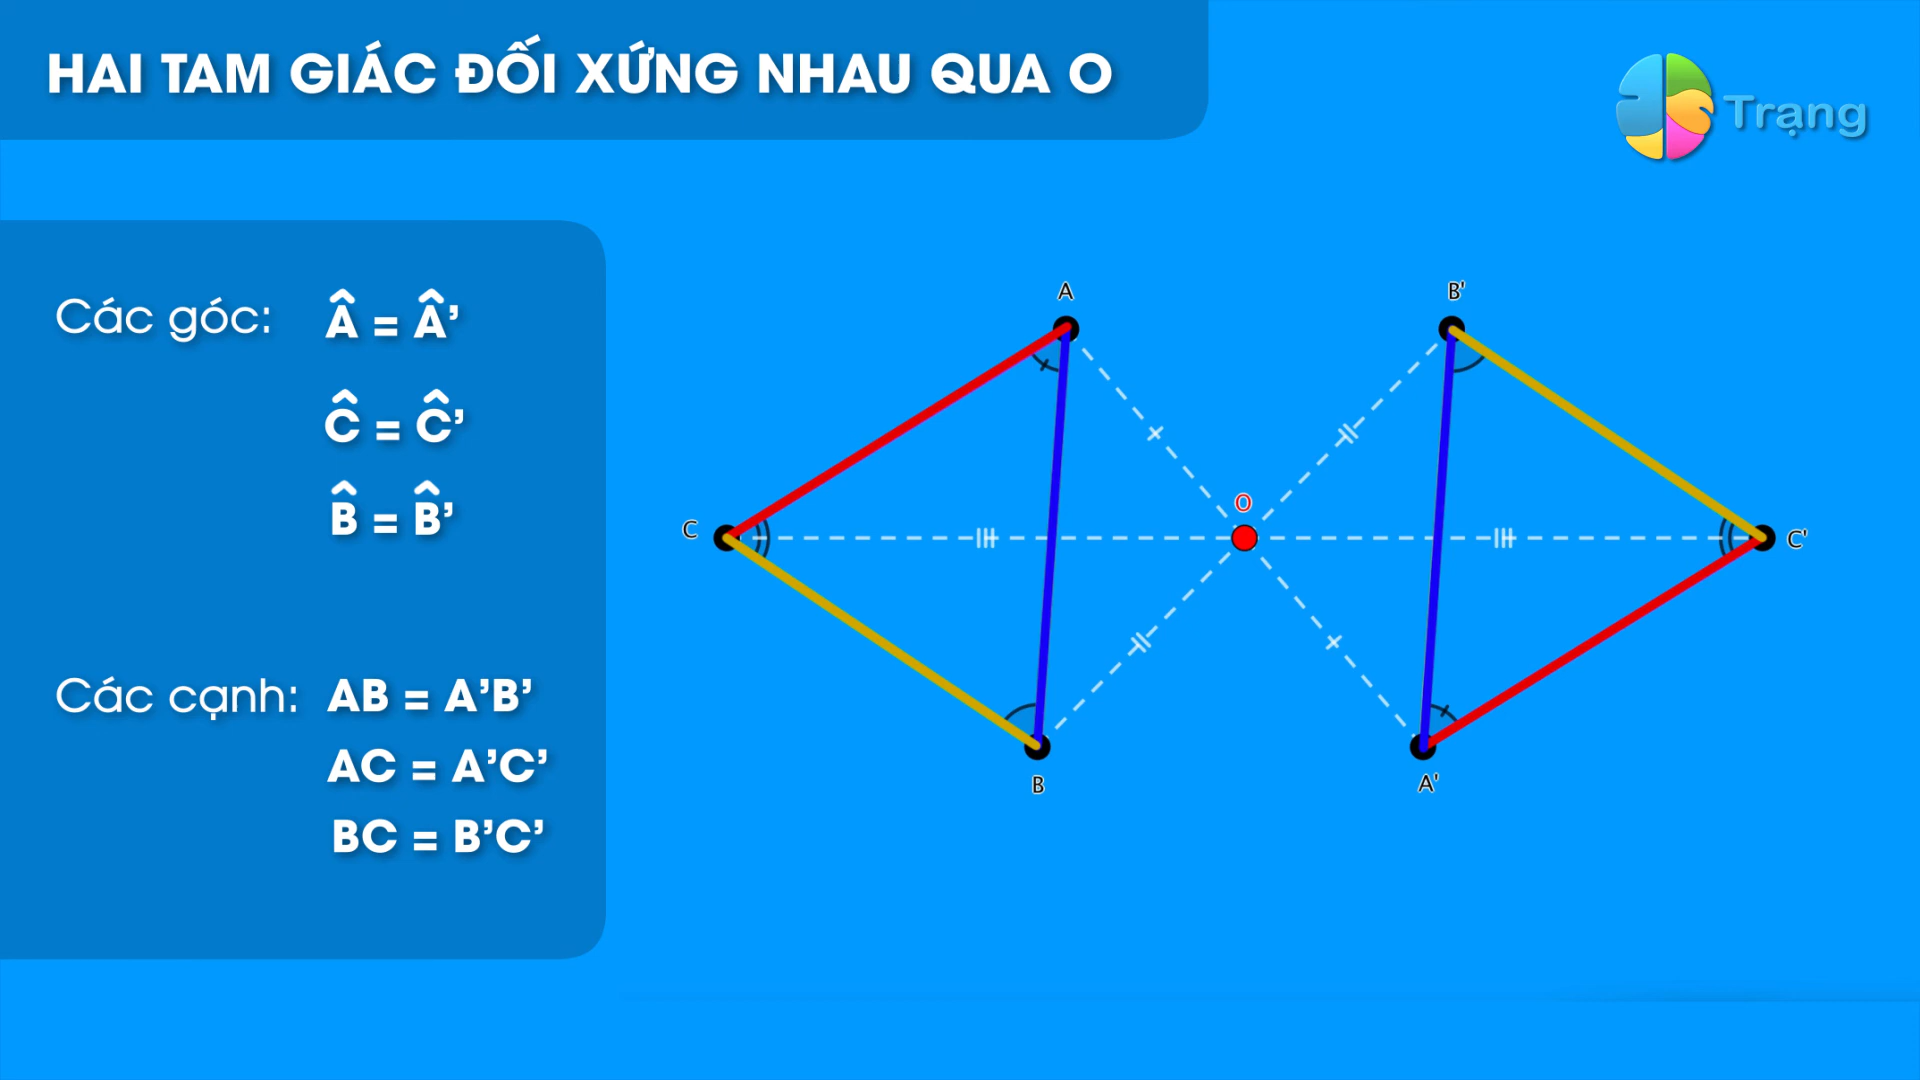 HAI TAM GIÁC ĐỐI XỨNG NHAU QUA O
Trạng
Các góc: Â = Â’
Ĉ = Ĉ’
B̂ = B̂’
Các cạnh: AB = A’B’
AC = A’C’
BC = B’C’
A
B'
O
C
C'
B
A'